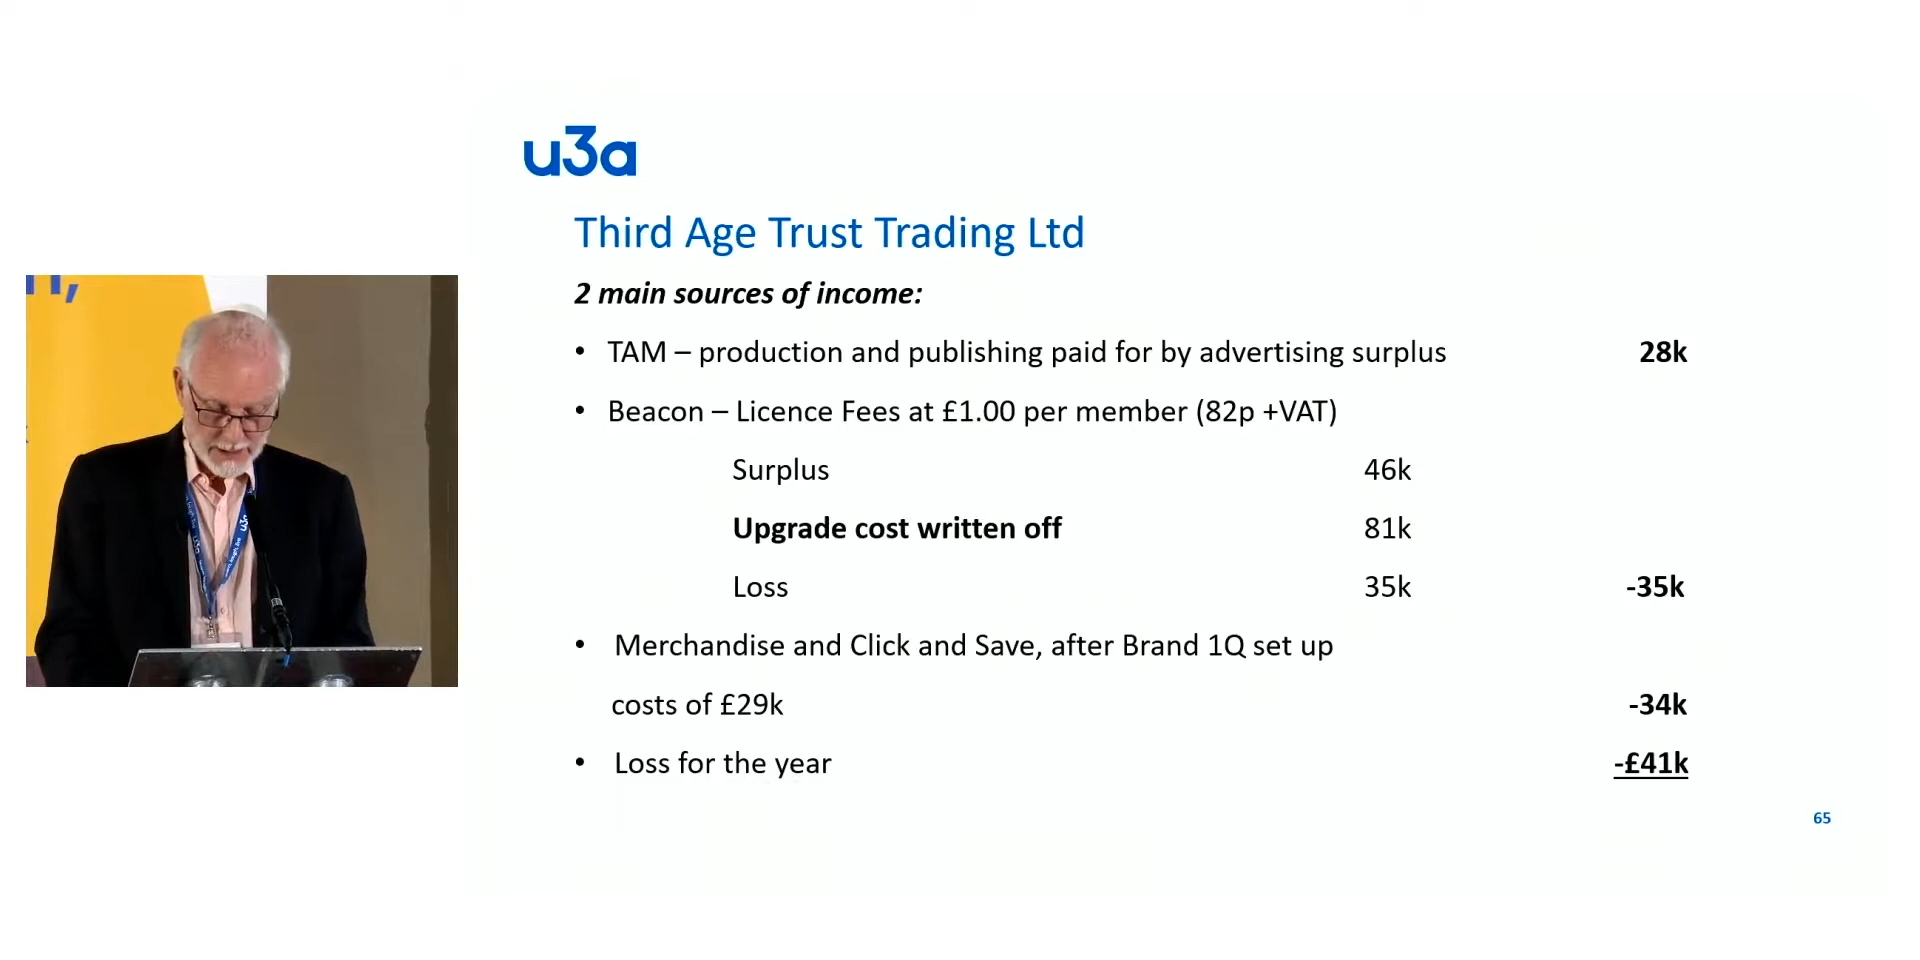 u3a
Third Age Trust Trading Ltd
2 main sources of income:
• TAM – production and publishing paid for by advertising surplus 28k
• Beacon – Licence Fees at £1.00 per member (82p +VAT)
Surplus 46k
Upgrade cost written off 81k
Loss 35k -35k
• Merchandise and Click and Save, after Brand 1Q set up
costs of £29k -34k
• Loss for the year -£41k
65
u3a